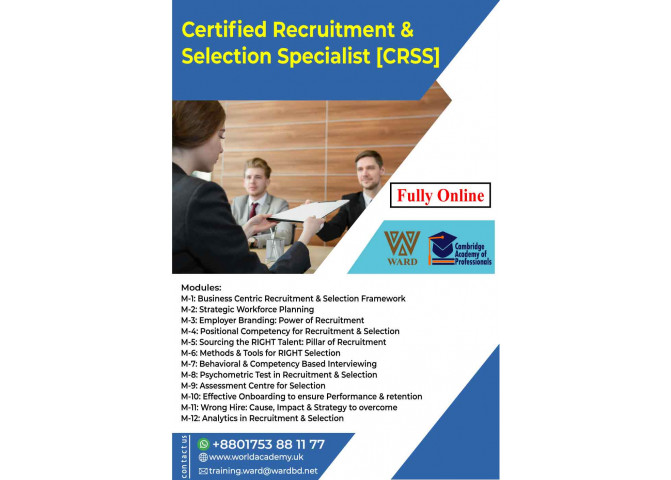 Certified Recruitment &
Selection Specialist [CRSS]
Fully Online
WARD
Cambridge
Academy of
Professionals
Modules:
M-1: Business Centric Recruitment & Selection Framework
M-2: Strategic Workforce Planning
M-3: Employer Branding: Power of Recruitment
M-4: Positional Competency for Recruitment & Selection
M-5: Sourcing the RIGHT Talent: Pillar of Recruitment
M-6: Methods & Tools for RIGHT Selection
M-7: Behavioral & Competency Based Interviewing
M-8: Psychometric Test in Recruitment & Selection
M-9: Assessment Centre for Selection
M-10: Effective Onboarding to ensure Performance & retention
M-11: Wrong Hire: Cause, Impact & Strategy to overcome
M-12: Analytics in Recruitment & Selection
contact us
+8801753 88 11 77
www.worldacademy.uk
training.ward@wardbd.net